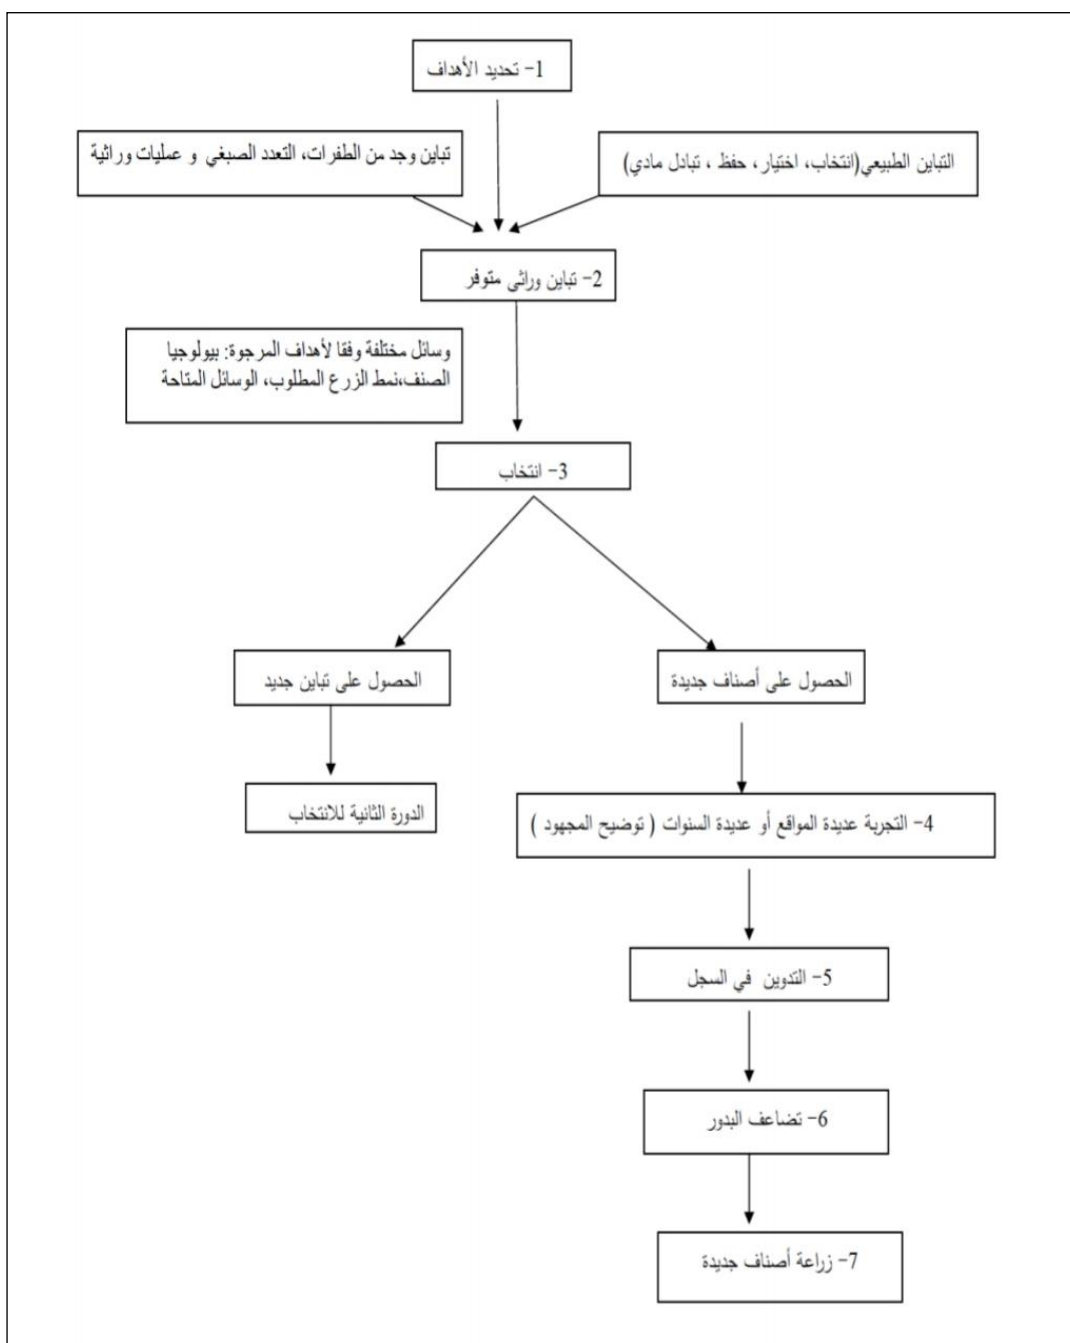 1- تحديد الأهداف
التباين الطبيعي(انتخاب، اختيار، حفظ ، تبادل مادي)
تباين وجد من الطفرات، التعدد الصبغي و عمليات وراثية
2- تباين وراثي متوفر
وسائل مختلفة وفقا لأهداف المرجوة: بيولوجيا
الصنف،نمط الزرع المطلوب، الوسائل المتاحة
3- انتخاب
الحصول على أصناف جديدة
الحصول على تباين جديد
الدورة الثانية للانتخاب
4- التجربة عديدة المواقع أو عديدة السنوات ( توضيح المجهود )
5- التدوين في السجل
6- تضاعف البدور
7- زراعة أصناف جديدة